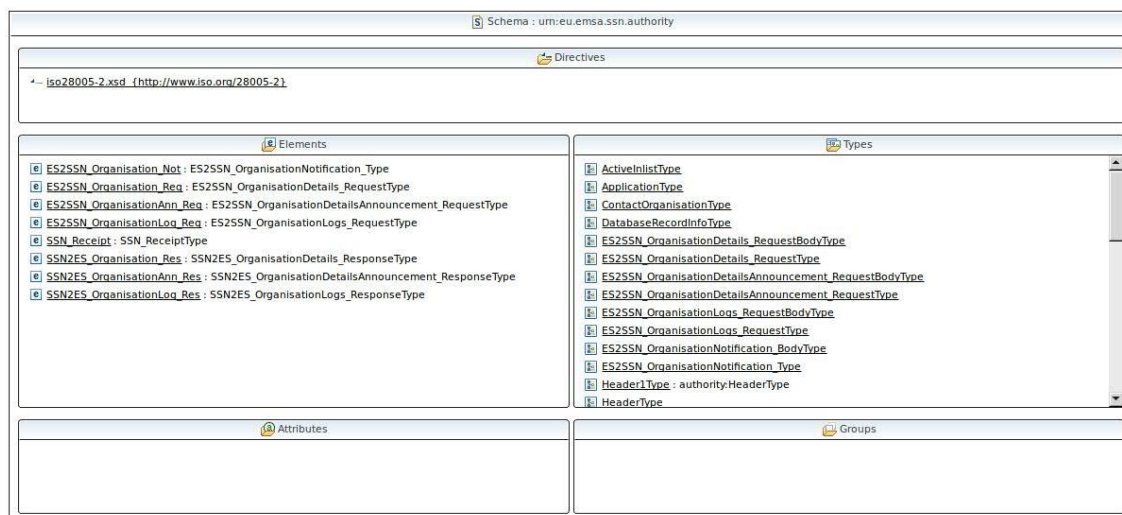 Schema : urn:eu.emsa.ssn.authority
Directives
iso28005-2.xsd {http://www.iso.org/28005-2}
Elements
ES2SSN_Organisation_Not : ES2SSN_OrganisationNotification_Type
ES2SSN_Organisation_Req : ES2SSN_OrganisationDetails_RequestType
ES2SSN_OrganisationAnn_Req : ES2SSN_OrganisationDetailsAnnouncement_RequestType
ES2SSN_OrganisationLog_Req : ES2SSN_OrganisationLogs_RequestType
SSN_Receipt : SSN_ReceiptType
SSN2ES_Organisation_Res : SSN2ES_OrganisationDetails_ResponseType
SSN2ES_OrganisationAnn_Res : SSN2ES_OrganisationDetailsAnnouncement_ResponseType
SSN2ES_OrganisationLog_Res : SSN2ES_OrganisationLogs_ResponseType
Types
ActiveInlistType
ApplicationType
ContactOrganisationType
DatabaseRecordInfoType
ES2SSN_OrganisationDetails_RequestBodyType
ES2SSN_OrganisationDetails_RequestType
ES2SSN_OrganisationDetailsAnnouncement_RequestBodyType
ES2SSN_OrganisationDetailsAnnouncement_RequestType
ES2SSN_OrganisationLogs_RequestBodyType
ES2SSN_OrganisationLogs_RequestType
ES2SSN_OrganisationNotification_BodyType
ES2SSN_OrganisationNotification_Type
Header1Type : authority:HeaderType
HeaderType
Attributes
Groups